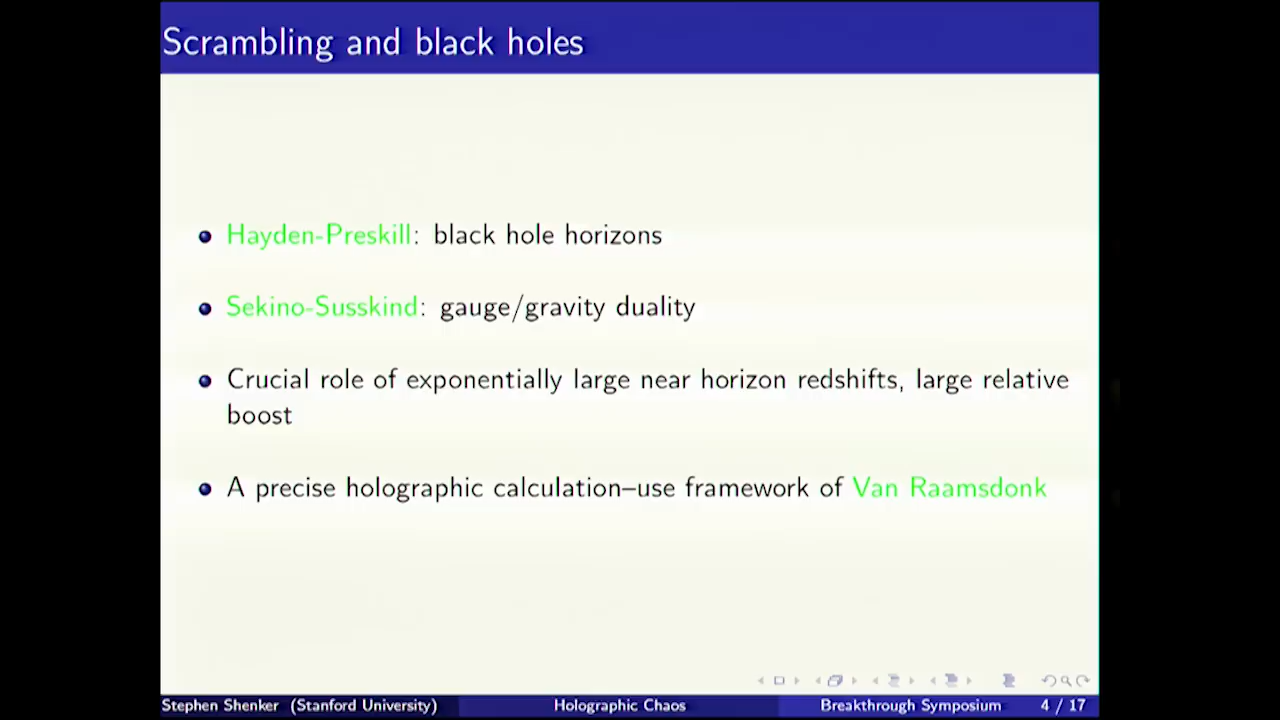 Scrambling and black holes
Hayden-Preskill: black hole horizons
Sekino-Susskind: gauge/gravity duality
Crucial role of exponentially large near horizon redshifts, large relative
boost
A precise holographic calculation–use framework of Van Raamsdonk
Stephen Shenker (Stanford University) Holographic Chaos Breakthrough Symposium 4 / 17